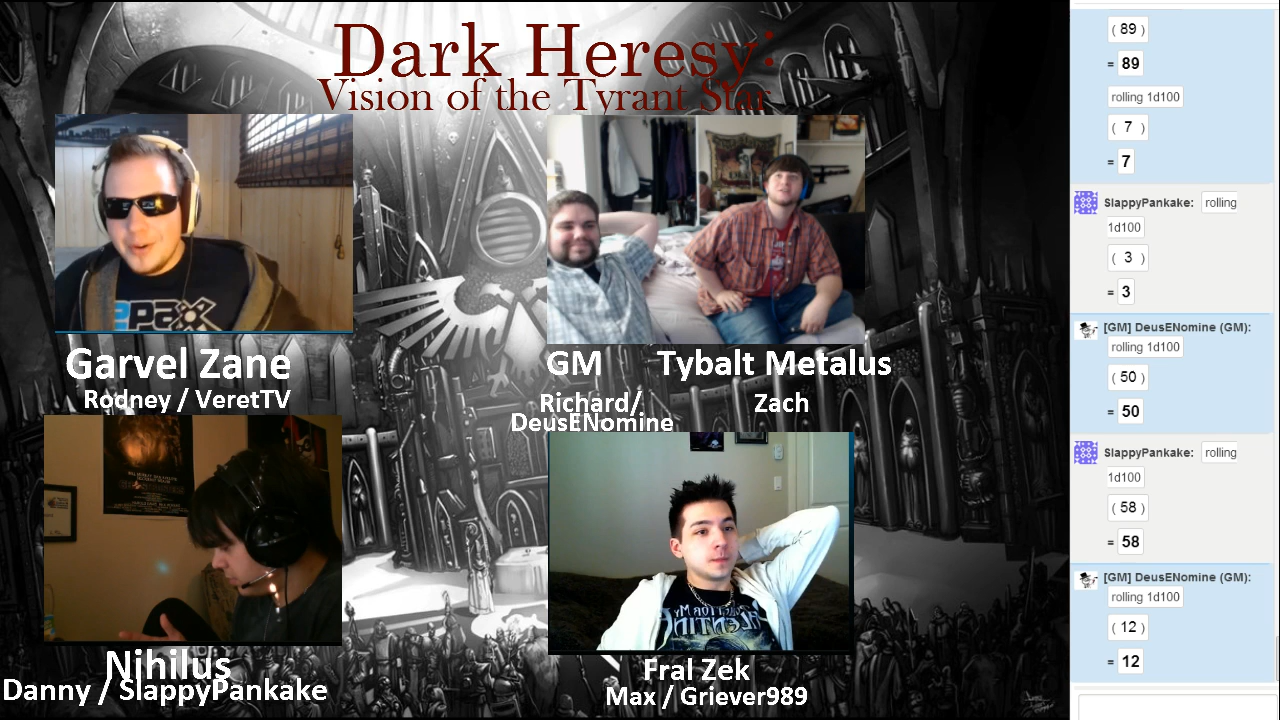 Dark Heresy:
Vision of the Tyrant Star
Garvel Zane
Rodney / VeretTV
GM
Tybalt Metalus
Richard/
DeusENomine
Zach
Nihilus
Danny / SlappyPankake
Fral Zek
Max / Griever989
( 89 )
= 89
rolling 1d100
( 7 )
= 7
SlappyPankake: rolling
1d100
( 3 )
= 3
[GM] DeusENomine (GM):
rolling 1d100
( 50 )
= 50
SlappyPankake: rolling
1d100
( 58 )
= 58
[GM] DeusENomine (GM):
rolling 1d100
( 12 )
= 12